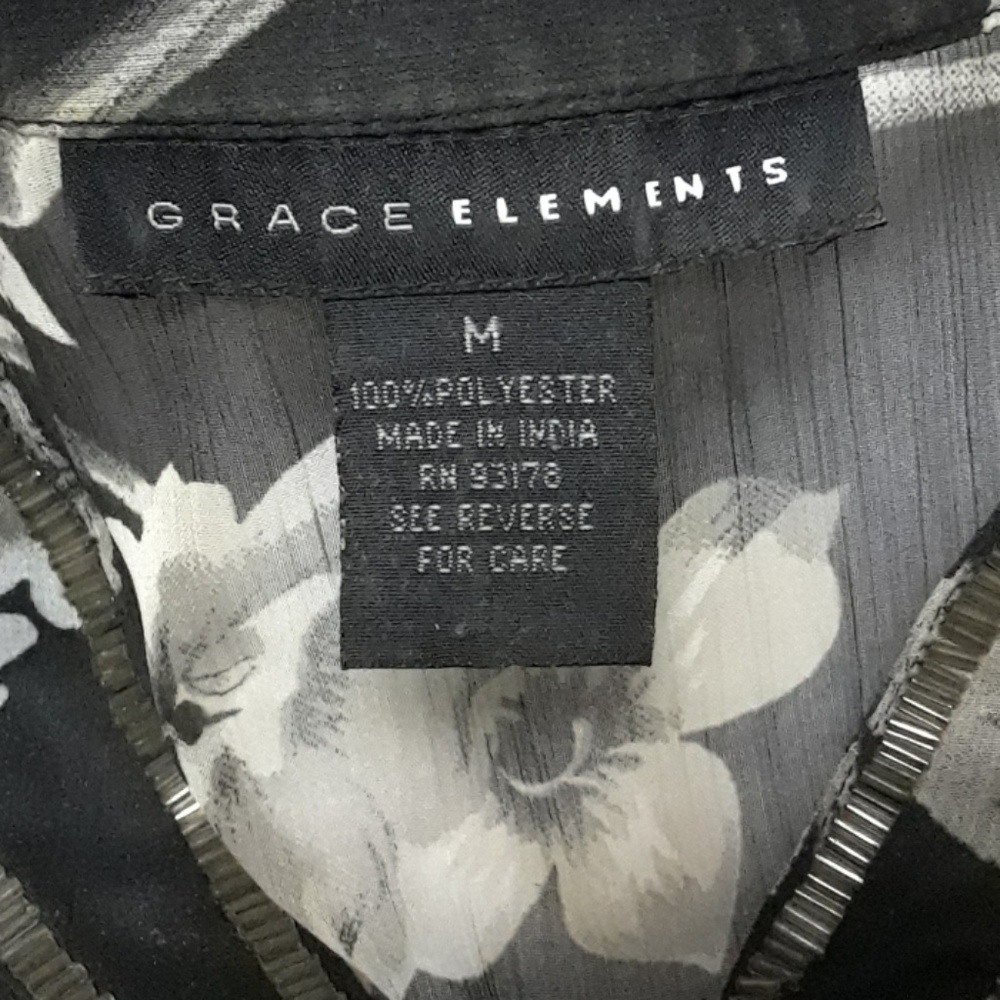 GRACE ELEMENTS
M
100%POLYESTER
MADE IN INDIA
RN 93178
SEE REVERSE
FOR CARE